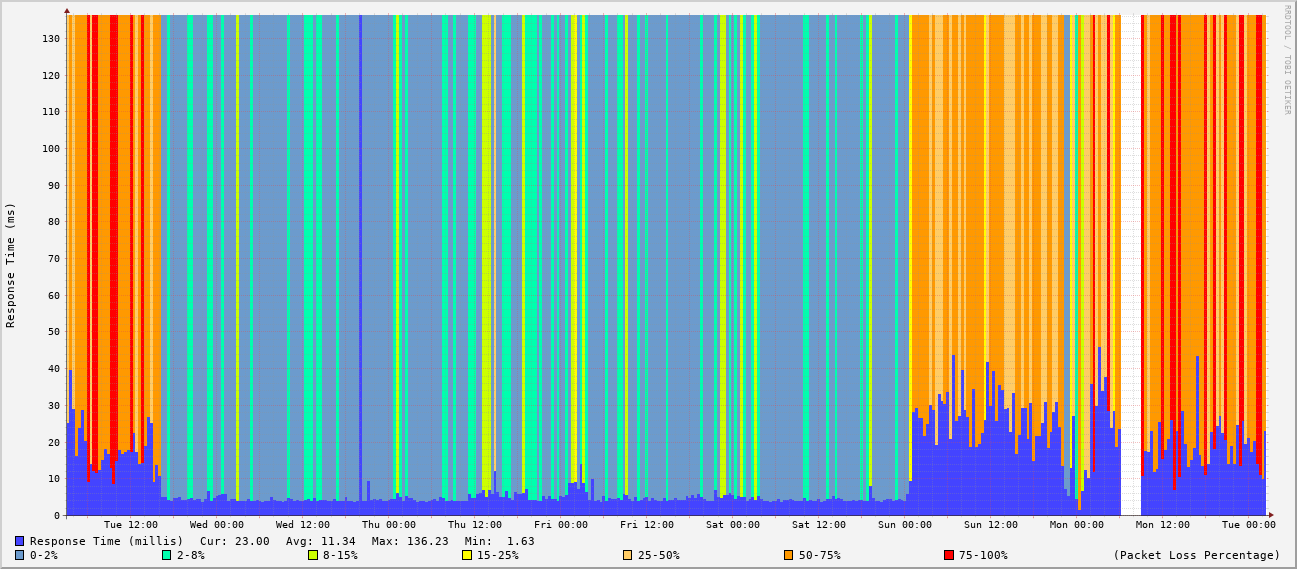 RRDTOOL / TOBI OETIKER
Response Time (ms)
130
120
110
100
90
80
70
60
50
40
30
20
10
0
Tue 12:00 Wed 00:00 Wed 12:00 Thu 00:00 Thu 12:00 Fri 00:00 Fri 12:00 Sat 00:00 Sat 12:00 Sun 00:00 Sun 12:00 Mon 00:00 Mon 12:00 Tue 00:00
Response Time (millis) Cur: 23.00 Avg: 11.34 Max: 136.23 Min: 1.63
0-2% 2-8% 8-15% 15-25% 25-50% 50-75% 75-100% (Packet Loss Percentage)